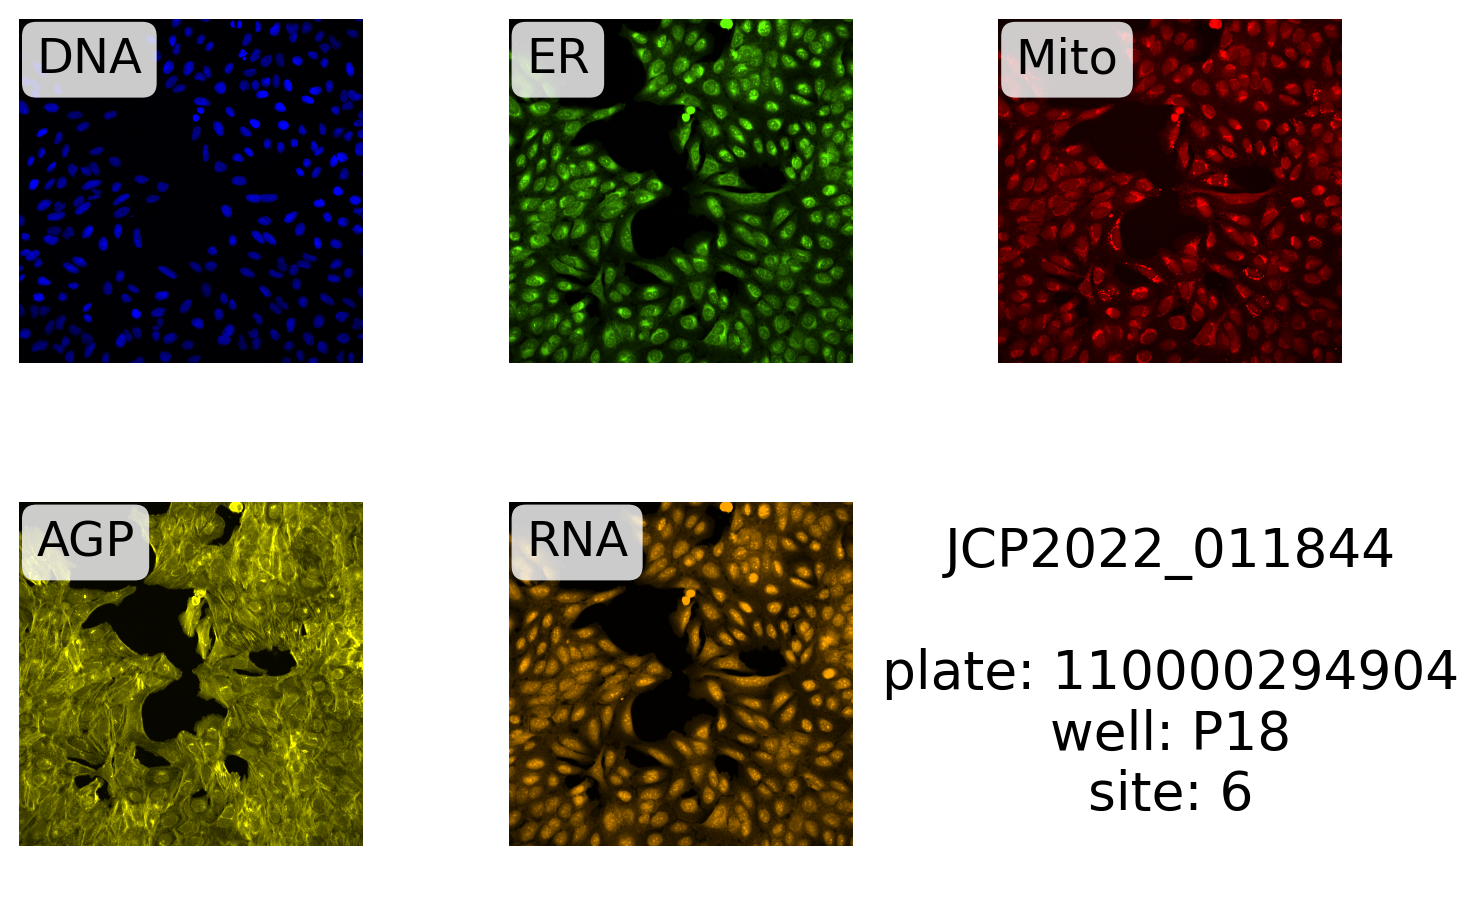 DNA
ER
Mito
AGP
RNA
JCP2022_011844
plate: 110000294904
well: P18
site: 6